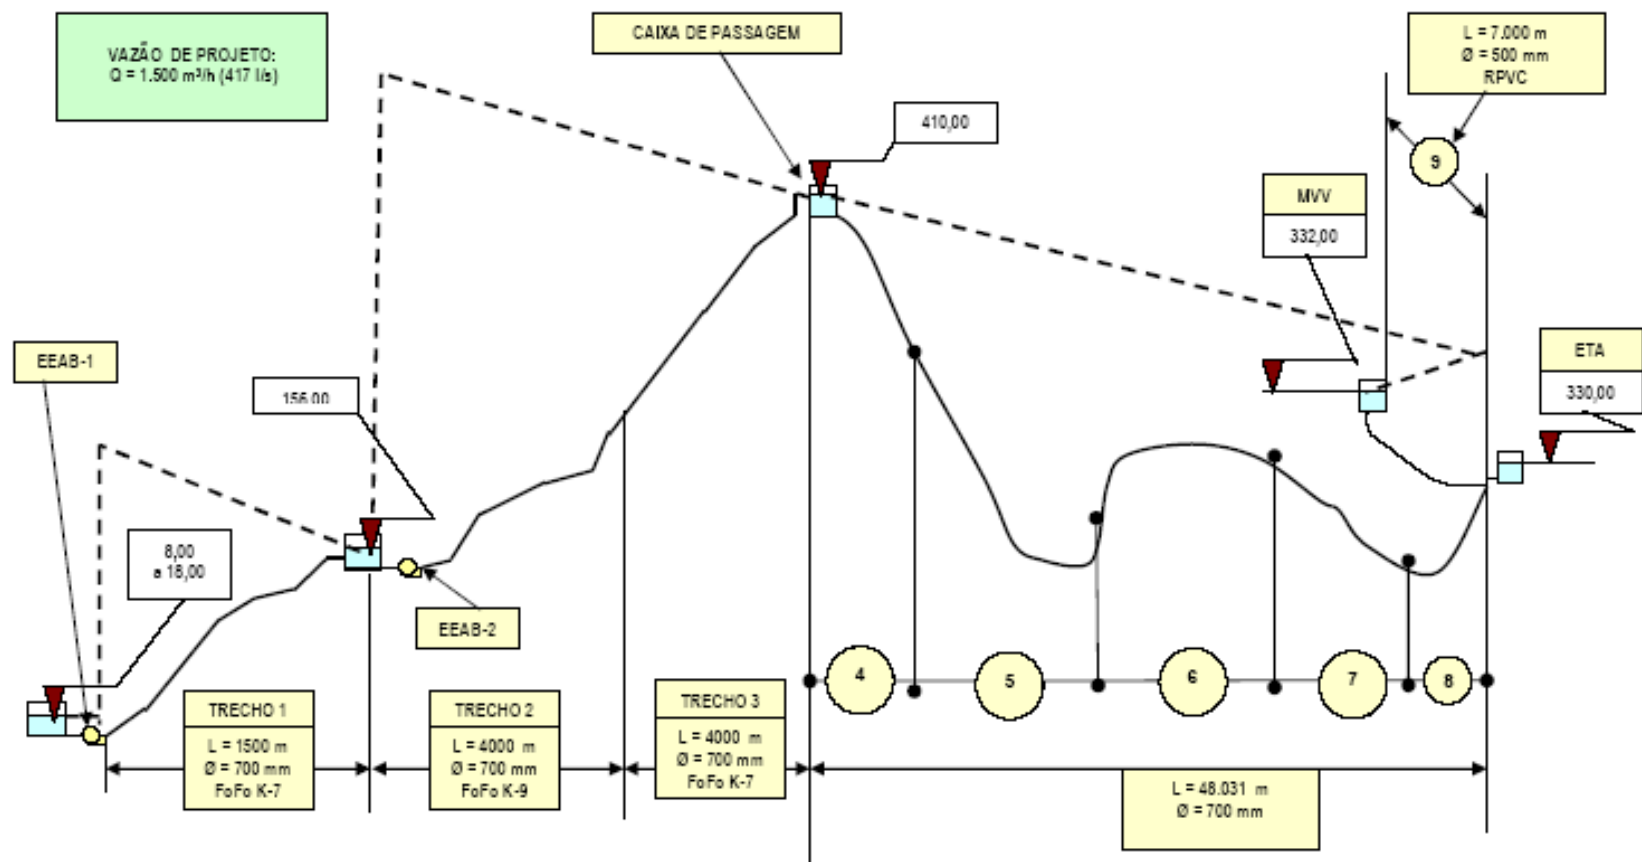 VAZÃO DE PROJETO:
Q = 1.500 m³/h (417 l/s)
CAIXA DE PASSAGEM
L = 7.000 m
Ø = 500 mm
RPVC
410,00
9
MVV
332,00
EEAB-1
156,00
ETA
330,00
8,00
a 18,00
EEAB-2
4
5
6
7
8
TRECHO 1
L = 1500 m
Ø = 700 mm
FoFo K-7
TRECHO 2
L = 4000 m
Ø = 700 mm
FoFo K-9
TRECHO 3
L = 4000 m
Ø = 700 mm
FoFo K-7
L = 48.031 m
Ø = 700 mm